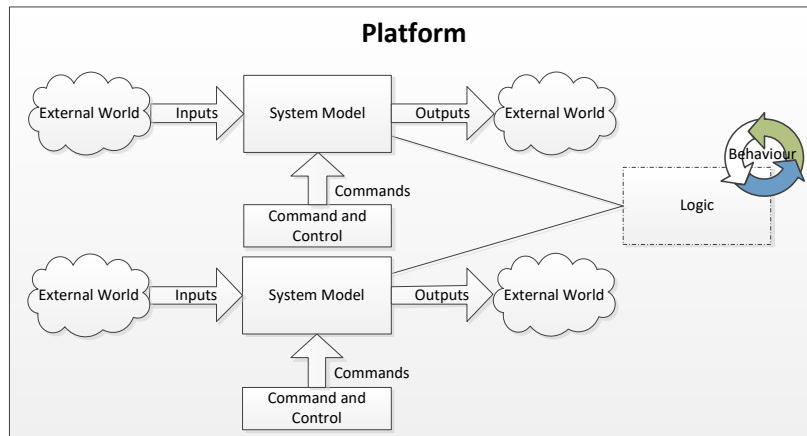 Platform
External World
Inputs
System Model
Outputs
External World
Behaviour
Commands
Logic
Command and
Control
External World
Inputs
System Model
Outputs
External World
Commands
Command and
Control